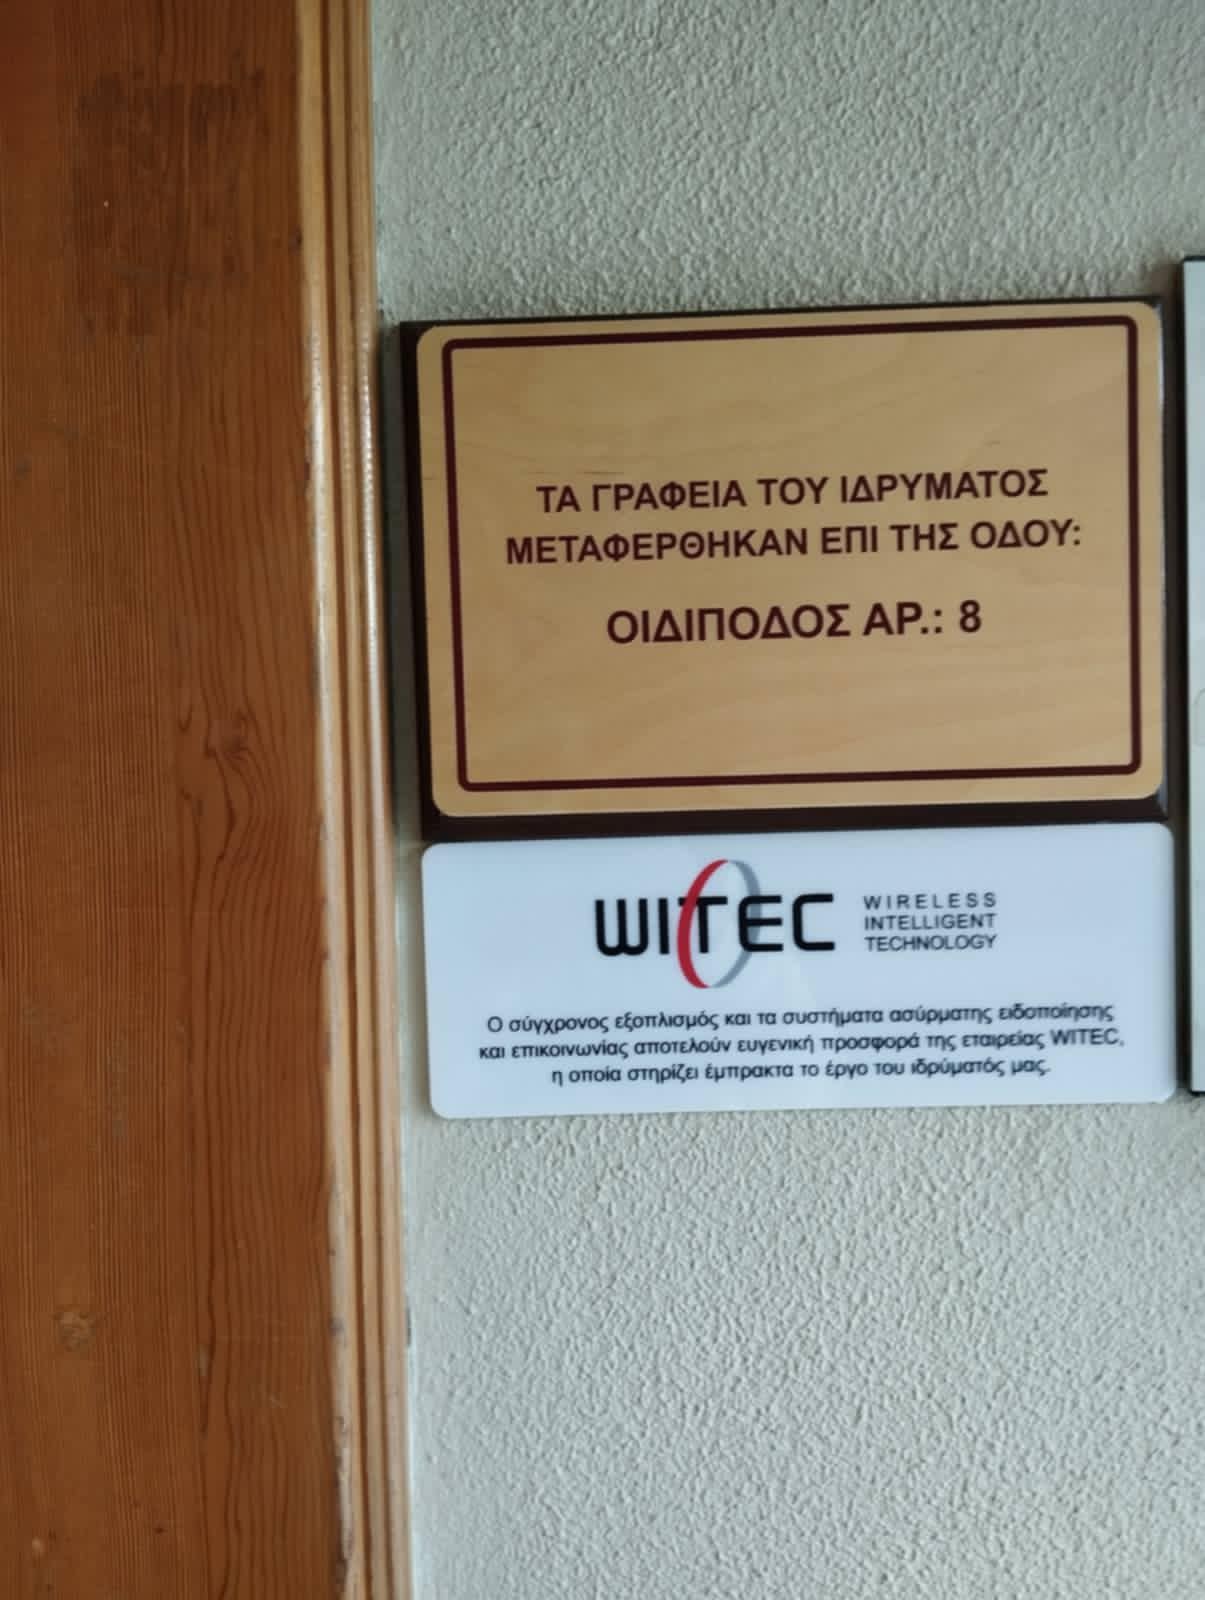 ΤΑ ΓΡΑΦΕΙΑ ΤΟΥ ΙΔΡΥΜΑΤΟΣ
ΜΕΤΑΦΕΡΘΗΚΑΝ ΕΠΙ ΤΗΣ ΟΔΟΥ:
ΟΙΔΙΠΟΔΟΣ ΑΡ.: 8
WITEC
WIRELESS
INTELLIGENT
TECHNOLOGY
Ο σύγχρονος εξοπλισμός και τα συστήματα ασύρματης ειδοποίησης
και επικοινωνίας αποτελούν ευγενική προσφορά της εταιρείας WITEC,
η οποία στηρίζει έμπρακτα το έργο του ιδρύματός μας.